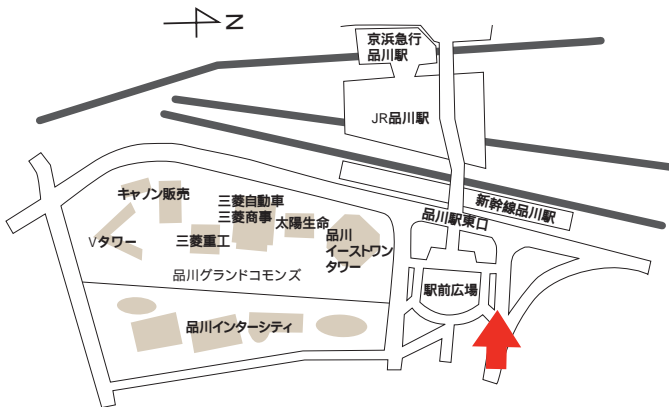 N
京浜急行
品川駅
JR品川駅
新幹線品川駅
品川駅東口
キャノン販売
三菱自動車
三菱商事
太陽生命
Vタワー
三菱重工
品川
イーストワン
タワー
品川グランドコモンズ
駅前広場
品川インターシティ